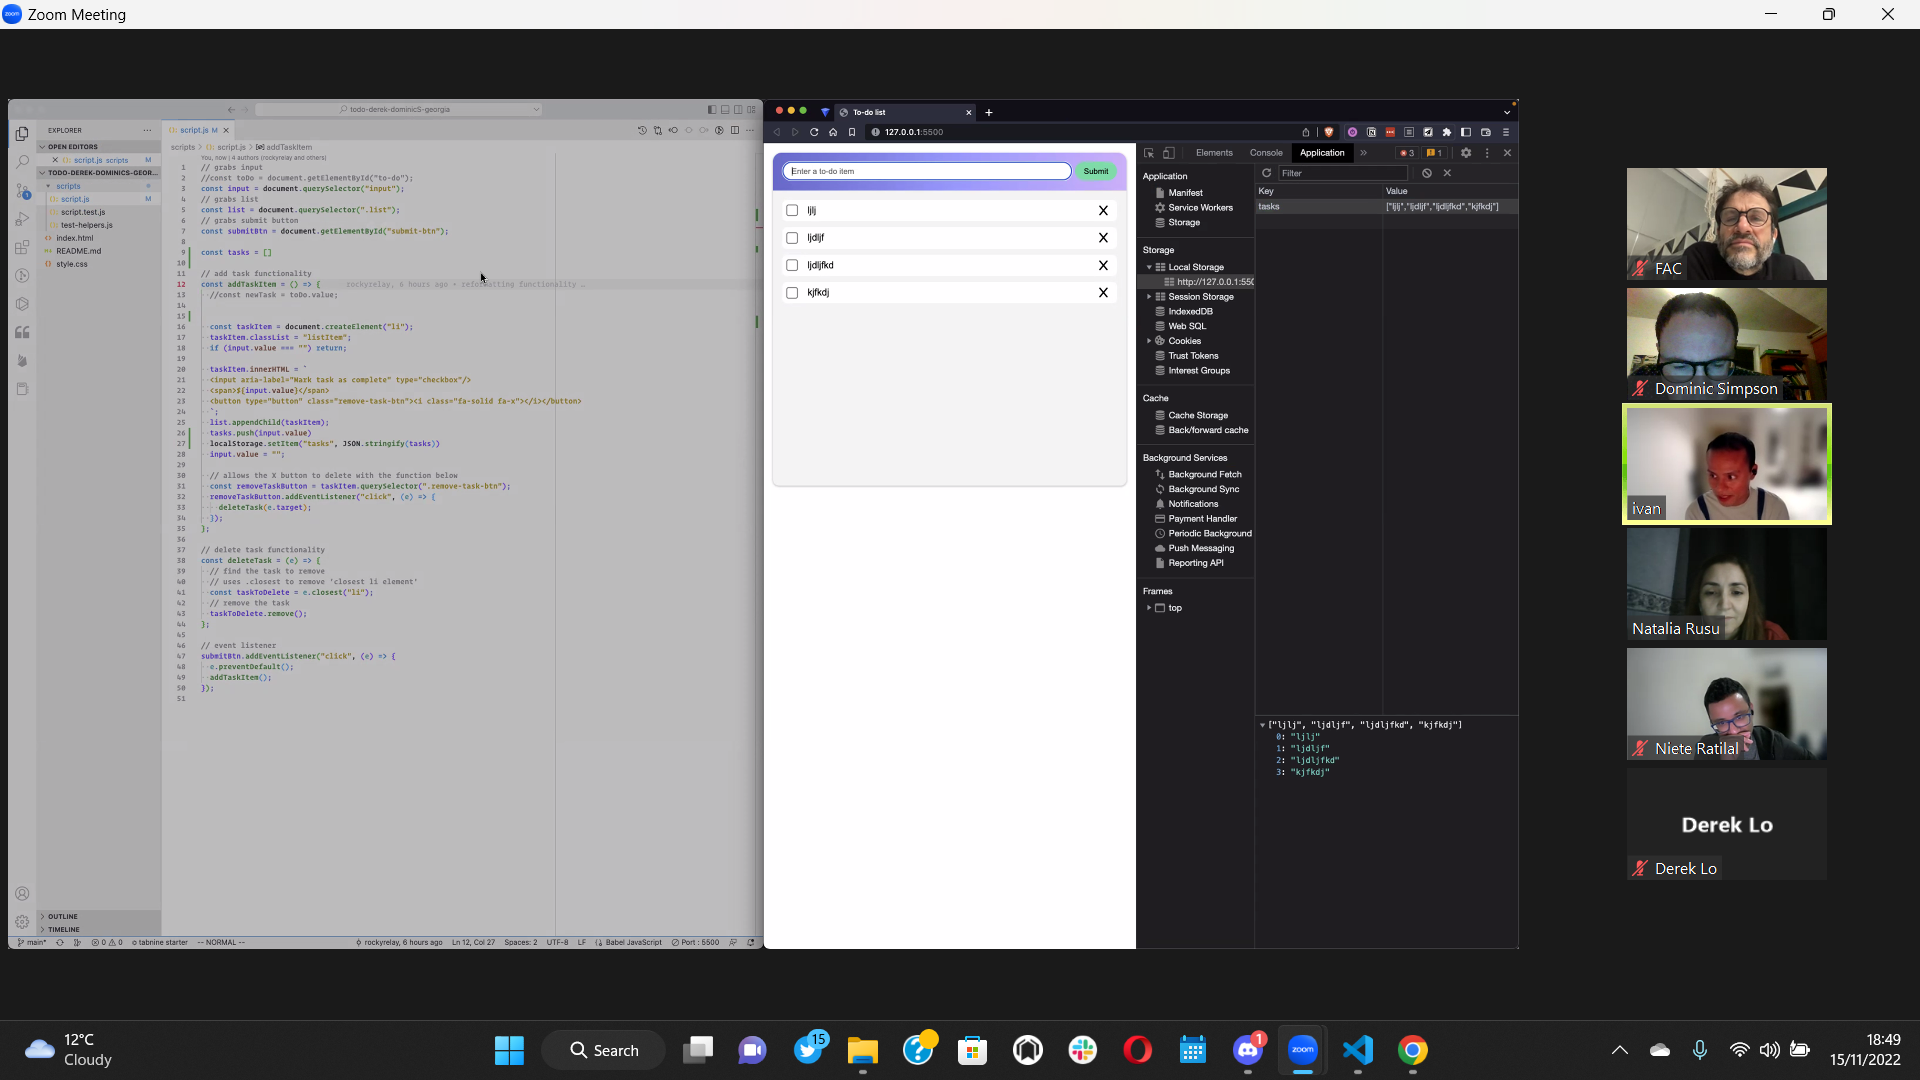 Zoom Meeting
todo-derek-dominicS-georgia
EXPLORER
script.js M
OPEN EDITORS
script.js scripts M
TODO-DEREK-DOMINICS-GEOR...
scripts
script.js M
script.test.js
test-helpers.js
index.html
README.md
style.css
OUTLINE
TIMELINE
scripts > script.js > addTaskItem
You, now | 4 authors (rockyrelay and others)
1 // grabs input
2 //const toDo = document.getElementById("to-do");
3 const input = document.querySelector("input");
4 // grabs list
5 const list = document.querySelector(".list");
6 // grabs submit button
7 const submitBtn = document.getElementById("submit-btn");
8
9 const tasks = []
10
11 // add task functionality
12 const addTaskItem = () => { rockyrelay, 6 hours ago • reformatting functionality …
13 //const newTask = toDo.value;
14
15
16 const taskItem = document.createElement("li");
17 taskItem.classList = "listItem";
18 if (input.value === "") return;
19
20 taskItem.innerHTML = `
21 <input aria-label="Mark task as complete" type="checkbox"/>
22 <span>${input.value}</span>
23 <button type="button" class="remove-task-btn"><i class="fa-solid fa-x"></i></button>
24 `;
25 list.appendChild(taskItem);
26 tasks.push(input.value)
27 localStorage.setItem("tasks", JSON.stringify(tasks))
28 input.value = "";
29
30 // allows the X button to delete with the function below
31 const removeTaskButton = taskItem.querySelector(".remove-task-btn");
32 removeTaskButton.addEventListener("click", (e) => {
33 deleteTask(e.target);
34 });
35 };
36
37 // delete task functionality
38 const deleteTask = (e) => {
39 // find the task to remove
40 // uses .closest to remove 'closest li element'
41 const taskToDelete = e.closest("li");
42 // remove the task
43 taskToDelete.remove();
44 };
45
46 // event listener
47 submitBtn.addEventListener("click", (e) => {
48 e.preventDefault();
49 addTaskItem();
50 });
51
main* 0 0 tabnine starter -- NORMAL -- rockyrelay, 6 hours ago Ln 12, Col 27 Spaces: 2 UTF-8 LF Babel JavaScript Port : 5500
To-do list
127.0.0.1:5500
Enter a to-do item Submit
ljlj X
ljdljf X
ljdljfkd X
kjfkdj X
Elements Console Application » 3 1
Application
Manifest
Service Workers
Storage
Storage
Local Storage
http://127.0.0.1:550
Session Storage
IndexedDB
Web SQL
Cookies
Trust Tokens
Interest Groups
Cache
Cache Storage
Back/forward cache
Background Services
Background Fetch
Background Sync
Notifications
Payment Handler
Periodic Background
Push Messaging
Reporting API
Frames
top
Filter
Key Value
tasks ["ljlj","ljdljf","ljdljfkd","kjfkdj"]
["ljlj", "ljdljf", "ljdljfkd", "kjfkdj"]
0: "ljlj"
1: "ljdljf"
2: "ljdljfkd"
3: "kjfkdj"
FAC
Dominic Simpson
ivan
Natalia Rusu
Niete Ratilal
Derek Lo
Derek Lo
12°C
Cloudy
Search
15
1
zoom
18:49
15/11/2022